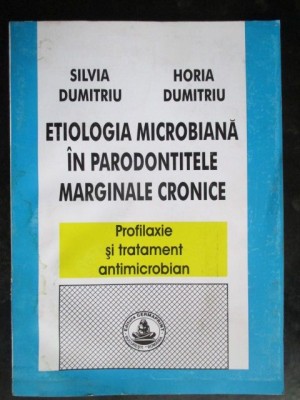 SILVIA DUMITRIU
HORIA DUMITRIU
ETIOLOGIA MICROBIANĂ
ÎN PARODONTITELE
MARGINALE CRONICE
Profilaxie
şi tratament
antimicrobian